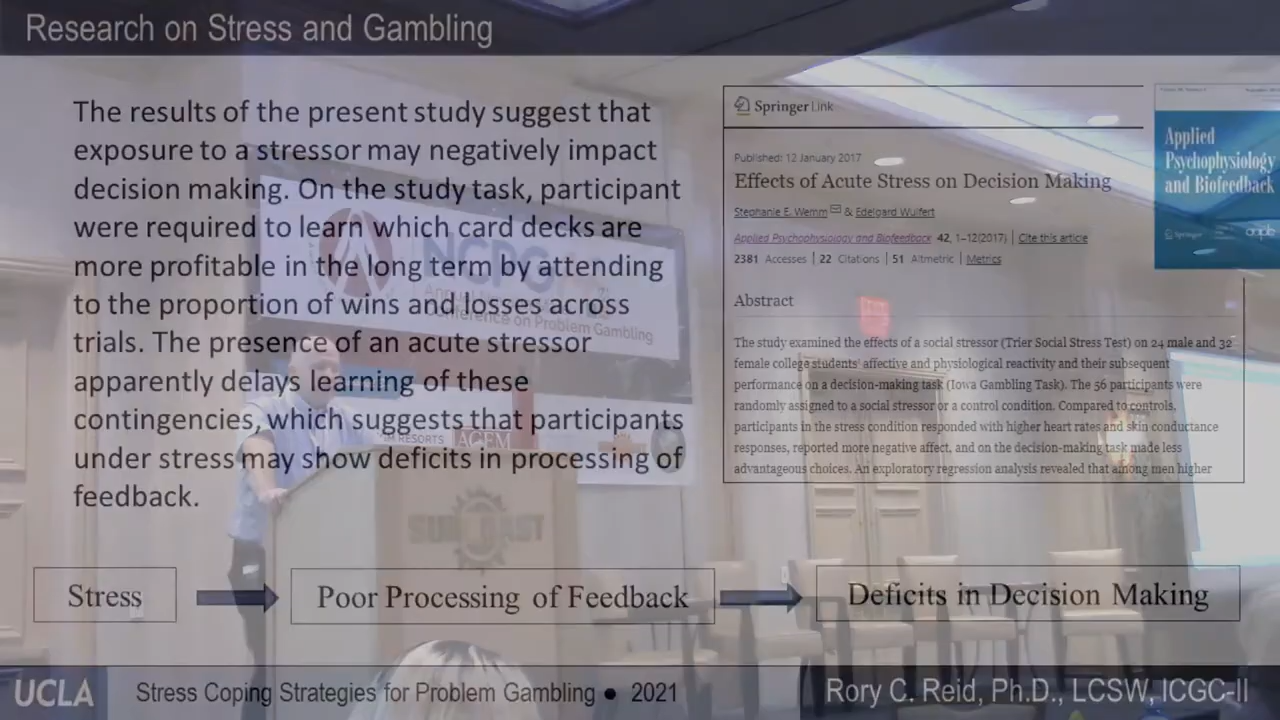 Research on Stress and Gambling
The results of the present study suggest that
exposure to a stressor may negatively impact
decision making. On the study task, participant
were required to learn which card decks are
more profitable in the long term by attending
to the proportion of wins and losses across
trials. The presence of an acute stressor
apparently delays learning of these
contingencies, which suggests that participants
under stress may show deficits in processing of
feedback.
Springer Link
Published: 12 January 2017
Effects of Acute Stress on Decision Making
Stephanie E. Wemm & Edelgard Wulfert
Applied Psychophysiology and Biofeedback 42, 1–12(2017) | Cite this article
2381 Accesses | 22 Citations | 51 Altmetric | Metrics
Abstract
The study examined the effects of a social stressor (Trier Social Stress Test) on 24 male and 32
female college students' affective and physiological reactivity and their subsequent
performance on a decision-making task (Iowa Gambling Task). The 56 participants were
randomly assigned to a social stressor or a control condition. Compared to controls,
participants in the stress condition responded with higher heart rates and skin conductance
responses, reported more negative affect, and on the decision-making task made less
advantageous choices. An exploratory regression analysis revealed that among men higher
Applied
Psychophysiology
and Biofeedback
Springer
NCPG
Conference on Problem Gambling
RESORTS
AGEM
SUNCOAST
Stress
Poor Processing of Feedback
Deficits in Decision Making
UCLA
Stress Coping Strategies for Problem Gambling ● 2021
Rory C. Reid, Ph.D., LCSW, ICGC-II